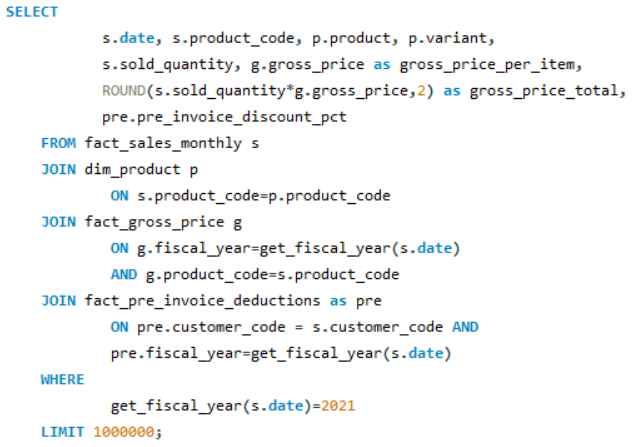 SELECT
s.date, s.product_code, p.product, p.variant,
s.sold_quantity, g.gross_price as gross_price_per_item,
ROUND(s.sold_quantity*g.gross_price,2) as gross_price_total,
pre.pre_invoice_discount_pct
FROM fact_sales_monthly s
JOIN dim_product p
ON s.product_code=p.product_code
JOIN fact_gross_price g
ON g.fiscal_year=get_fiscal_year(s.date)
AND g.product_code=s.product_code
JOIN fact_pre_invoice_deductions as pre
ON pre.customer_code = s.customer_code AND
pre.fiscal_year=get_fiscal_year(s.date)
WHERE
get_fiscal_year(s.date)=2021
LIMIT 1000000;